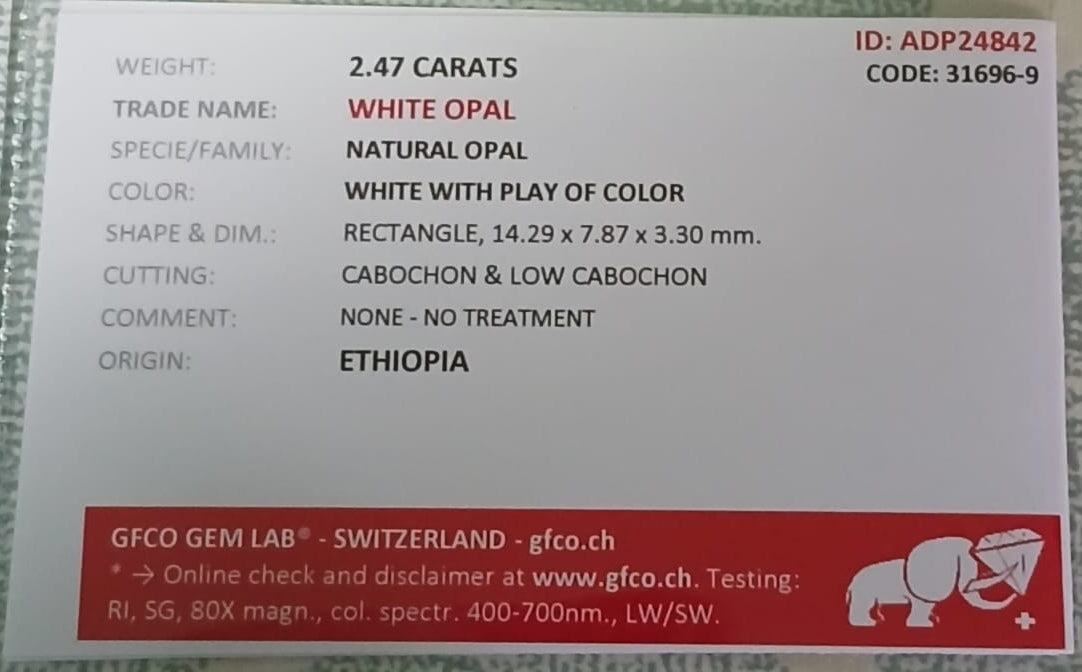 ID: ADP24842
CODE: 31696-9
WEIGHT: 2.47 CARATS
TRADE NAME: WHITE OPAL
SPECIE/FAMILY: NATURAL OPAL
COLOR: WHITE WITH PLAY OF COLOR
SHAPE & DIM.: RECTANGLE, 14.29 x 7.87 x 3.30 mm.
CUTTING: CABOCHON & LOW CABOCHON
COMMENT: NONE - NO TREATMENT
ORIGIN: ETHIOPIA
GFCO GEM LAB® - SWITZERLAND - gfco.ch
* → Online check and disclaimer at www.gfco.ch. Testing:
RI, SG, 80X magn., col. spectr. 400-700nm., LW/SW.